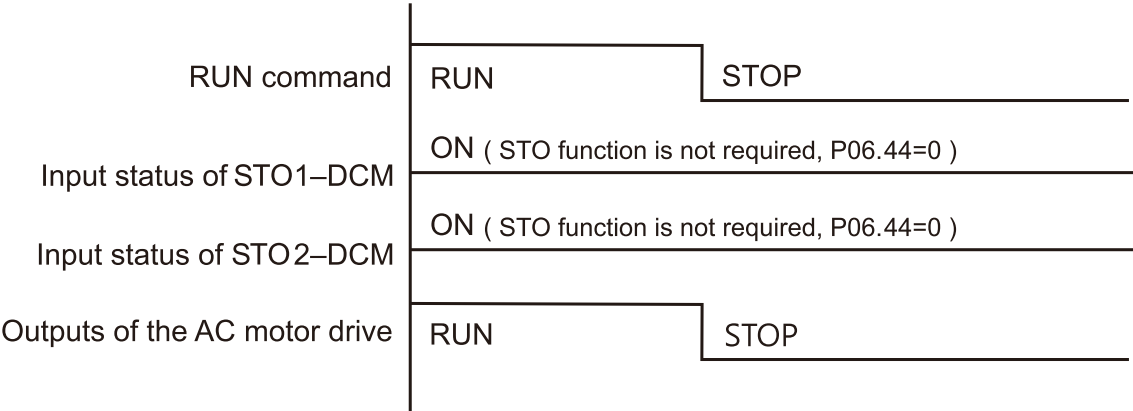 RUN command RUN STOP
ON ( STO function is not required, P06.44=0 )
Input status of STO1–DCM
ON ( STO function is not required, P06.44=0 )
Input status of STO2–DCM
Outputs of the AC motor drive RUN STOP